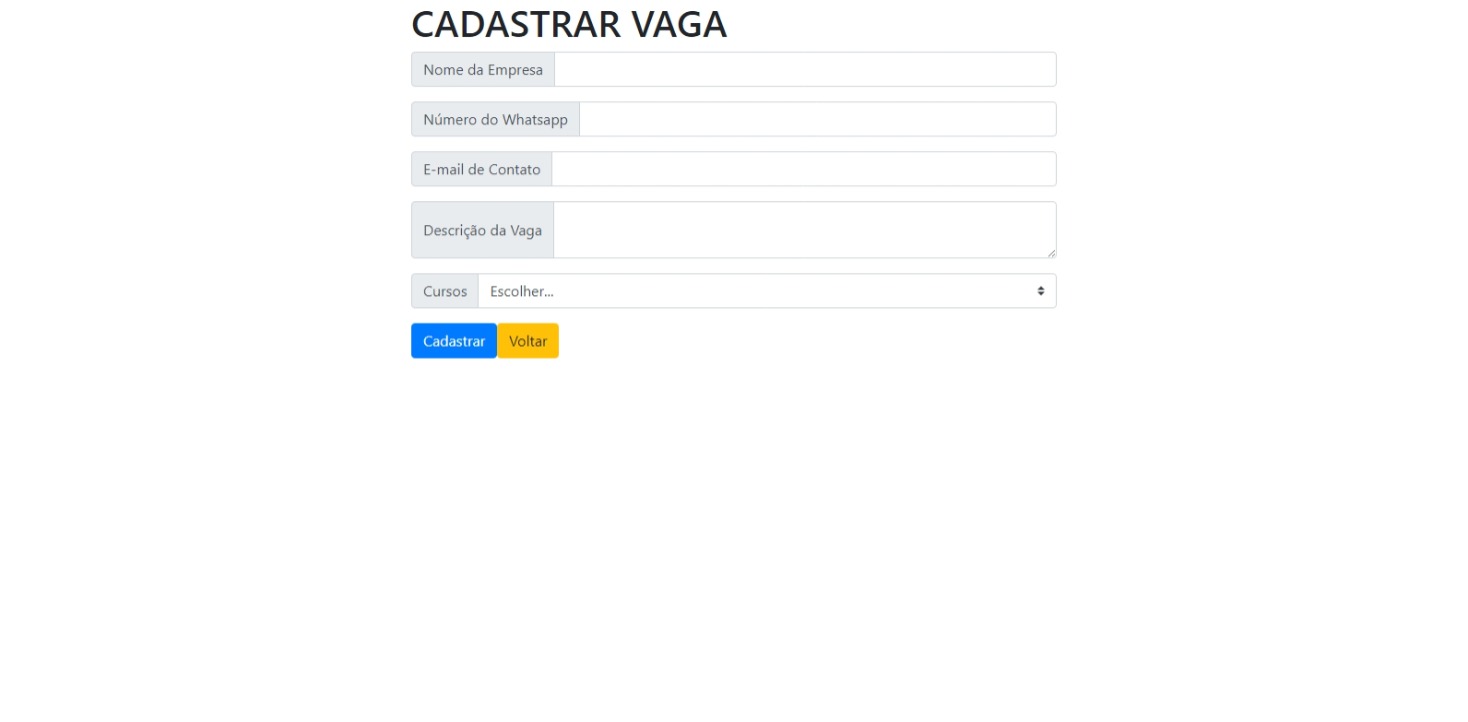 CADASTRAR VAGA
Nome da Empresa
Número do Whatsapp
E-mail de Contato
Descrição da Vaga
Cursos Escolher...
Cadastrar Voltar